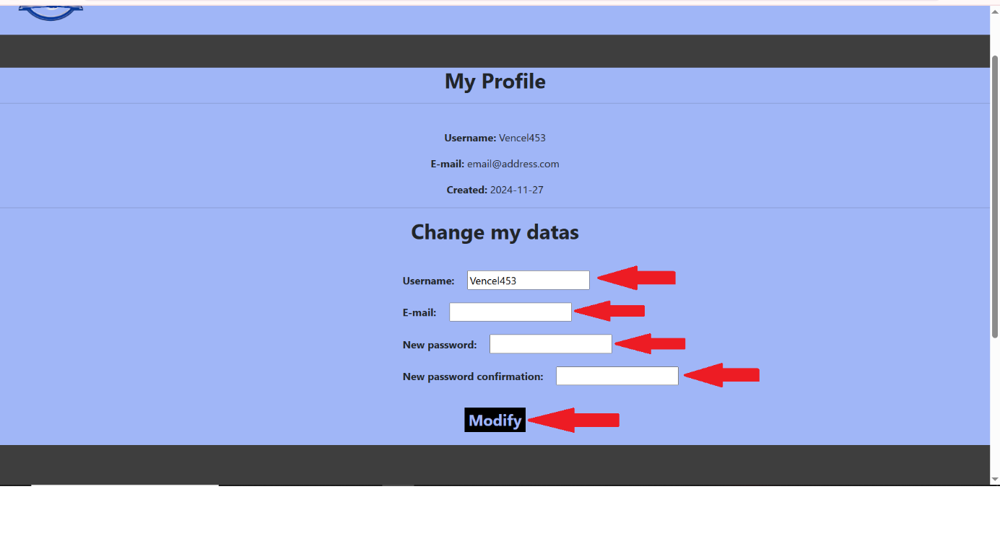 My Profile
Username: Vencel453
E-mail: email@address.com
Created: 2024-11-27
Change my datas
Username: Vencel453
E-mail:
New password:
New password confirmation:
Modify